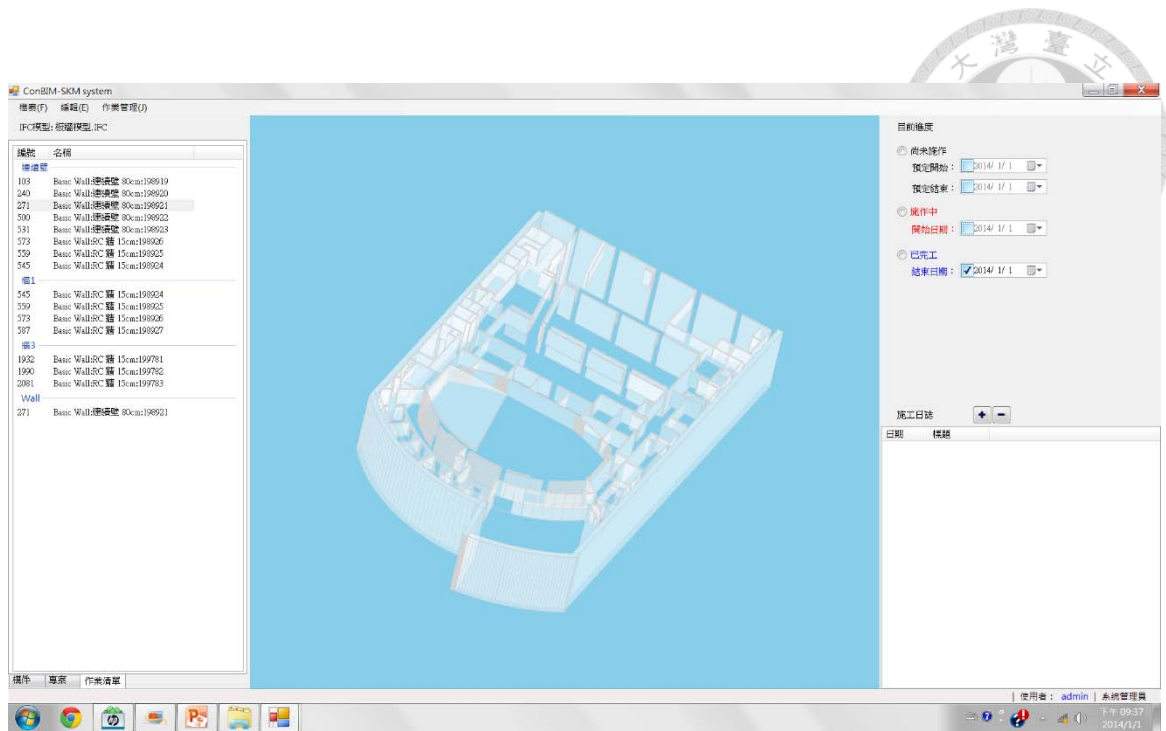 大 灣 臺 立
ConBIM-SKM system
檔案(F) 編輯(E) 作業管理(J)
IFC模型: 板牆模型.IFC
編號 名稱
連續壁
103 Basic Wall:連續壁 80cm:198919
240 Basic Wall:連續壁 80cm:198920
271 Basic Wall:連續壁 80cm:198921
500 Basic Wall:連續壁 80cm:198922
531 Basic Wall:連續壁 80cm:198923
573 Basic Wall:RC 牆 15cm:198926
559 Basic Wall:RC 牆 15cm:198925
545 Basic Wall:RC 牆 15cm:198924
牆1
545 Basic Wall:RC 牆 15cm:198924
559 Basic Wall:RC 牆 15cm:198925
573 Basic Wall:RC 牆 15cm:198926
587 Basic Wall:RC 牆 15cm:198927
牆3
1932 Basic Wall:RC 牆 15cm:199781
1990 Basic Wall:RC 牆 15cm:199782
2081 Basic Wall:RC 牆 15cm:199783
Wall
271 Basic Wall:連續壁 80cm:198921
構件 專案 作業清單
目前進度
尚未施作
預定開始： 2014/ 1/ 1
預定結束： 2014/ 1/ 1
施作中
開始日期： 2014/ 1/ 1
已完工
結束日期： 2014/ 1/ 1
施工日誌
日期 標題
使用者： admin | 系統管理員
下午 09:37
2014/1/1